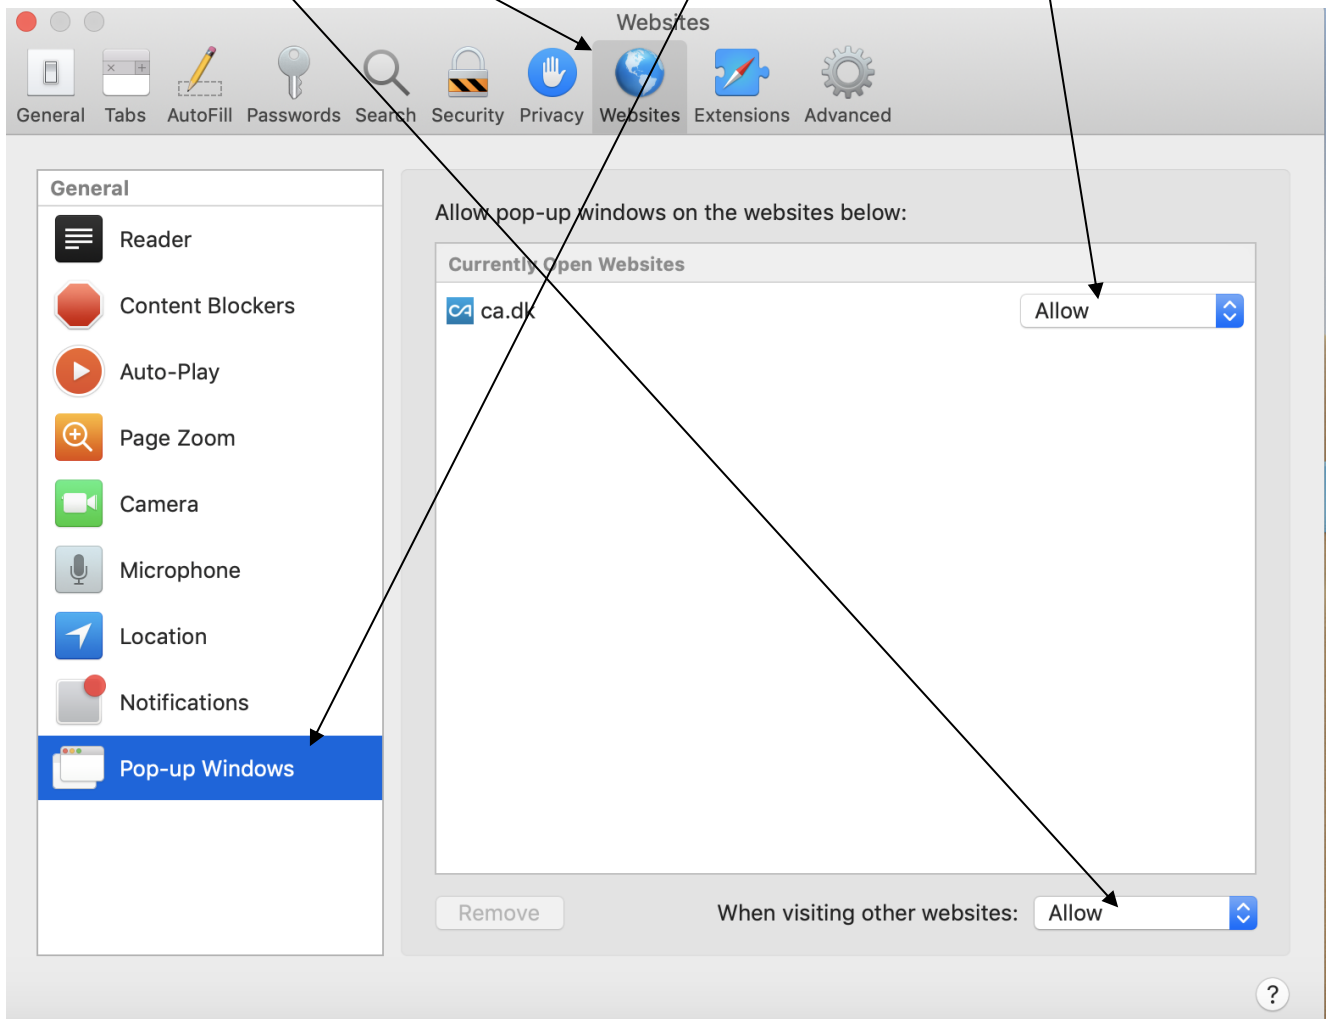 Websites
General Tabs AutoFill Passwords Search Security Privacy Websites Extensions Advanced
General
Reader
Content Blockers
Auto-Play
Page Zoom
Camera
Microphone
Location
Notifications
Pop-up Windows
Allow pop-up windows on the websites below:
Currently Open Websites
ca.dk Allow
Remove When visiting other websites: Allow
?